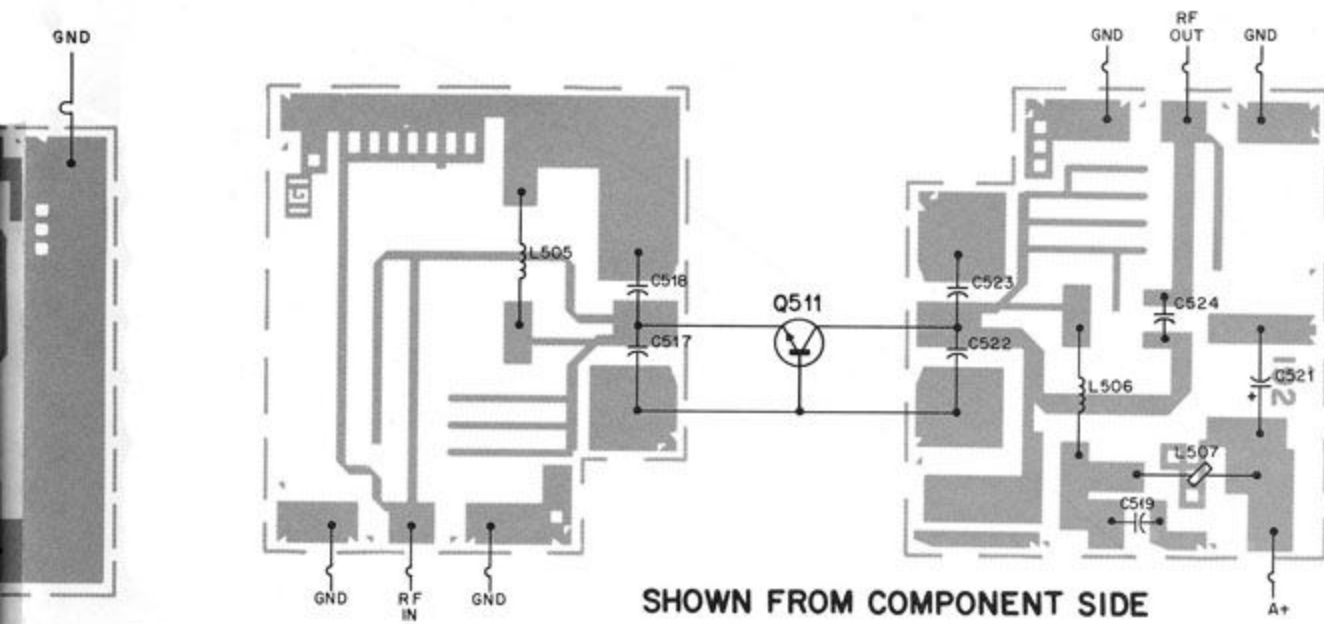 GND
GND
RF
OUT
GND
IGI
L505
C518
C523
Q511
C524
C517
C522
L506
C521
L507
C519
GND
RF
IN
GND
SHOWN FROM COMPONENT SIDE
A+